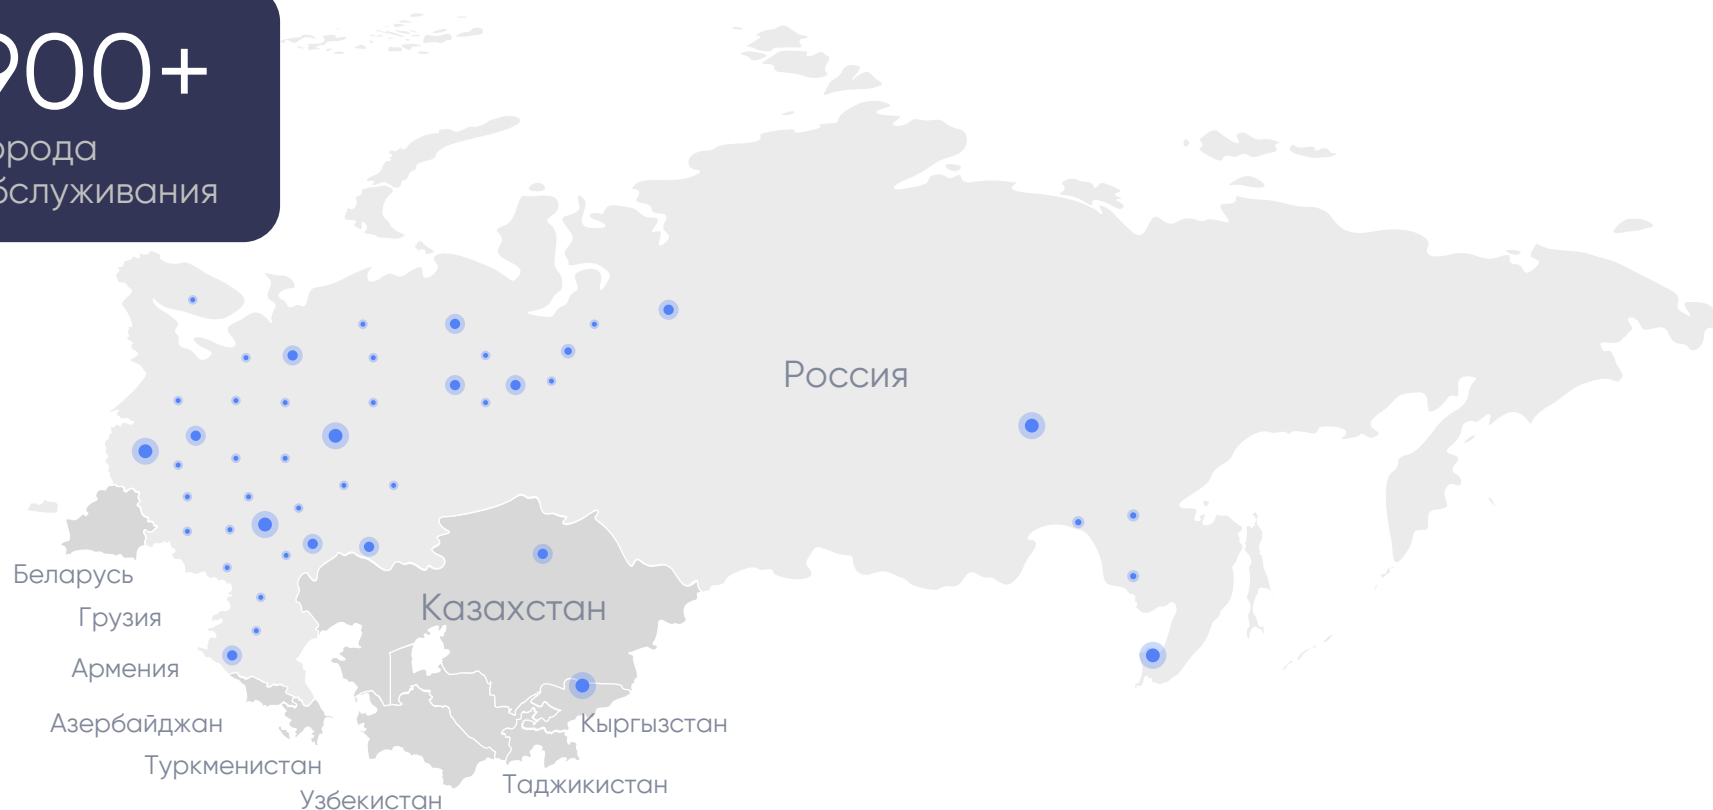 900+
орода
бслуживания
Россия
Казахстан
Беларусь
Грузия
Армения
Азербайджан
Кыргызстан
Туркменистан
Таджикистан
Узбекистан